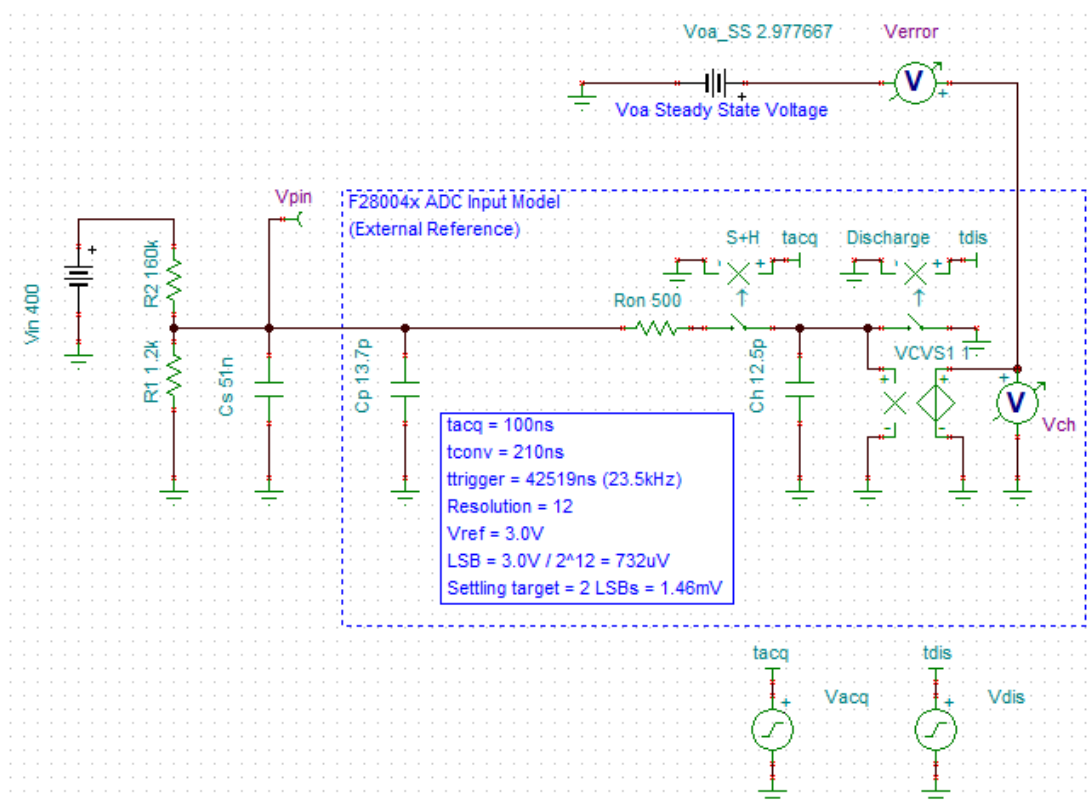 Voa_SS 2.977667
Verror
V
+
+
Voa Steady State Voltage
Vpin
F28004x ADC Input Model
(External Reference)
S+H
tacq
Discharge
tdis
+
-
+
-
+
Vin 400
R2 160k
Ron 500
R1 1.2k
Cs 51n
Cp 13.7p
Ch 12.5p
VCVS1 1
+
+
+
V
-
-
Vch
tacq = 100ns
tconv = 210ns
ttrigger = 42519ns (23.5kHz)
Resolution = 12
Vref = 3.0V
LSB = 3.0V / 2^12 = 732uV
Settling target = 2 LSBs = 1.46mV
tacq
tdis
+
Vacq
+
Vdis